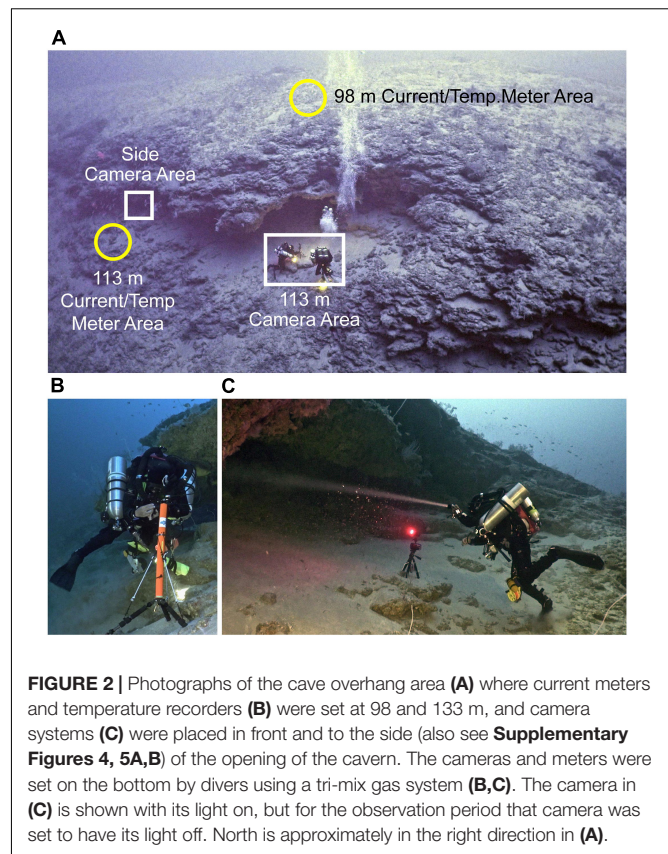 A
98 m Current/Temp.Meter Area
Side
Camera Area
113 m
Current/Temp
Meter Area
113 m
Camera Area
B
C
FIGURE 2 | Photographs of the cave overhang area (A) where current meters
and temperature recorders (B) were set at 98 and 133 m, and camera
systems (C) were placed in front and to the side (also see Supplementary
Figures 4, 5A,B) of the opening of the cavern. The cameras and meters were
set on the bottom by divers using a tri-mix gas system (B,C). The camera in
(C) is shown with its light on, but for the observation period that camera was
set to have its light off. North is approximately in the right direction in (A).